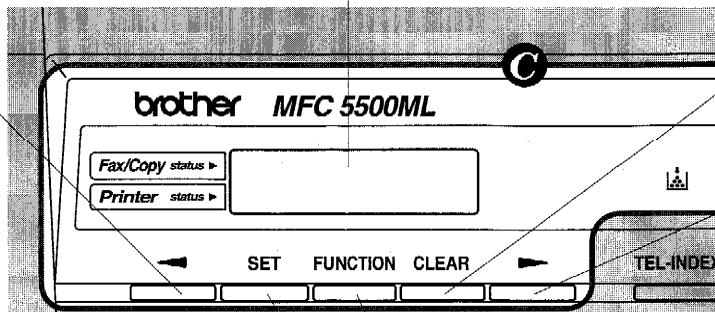 C
brother MFC 5500ML
Fax/Copy status ►
Printer status ►
◄ SET FUNCTION CLEAR ►
TEL-INDEX